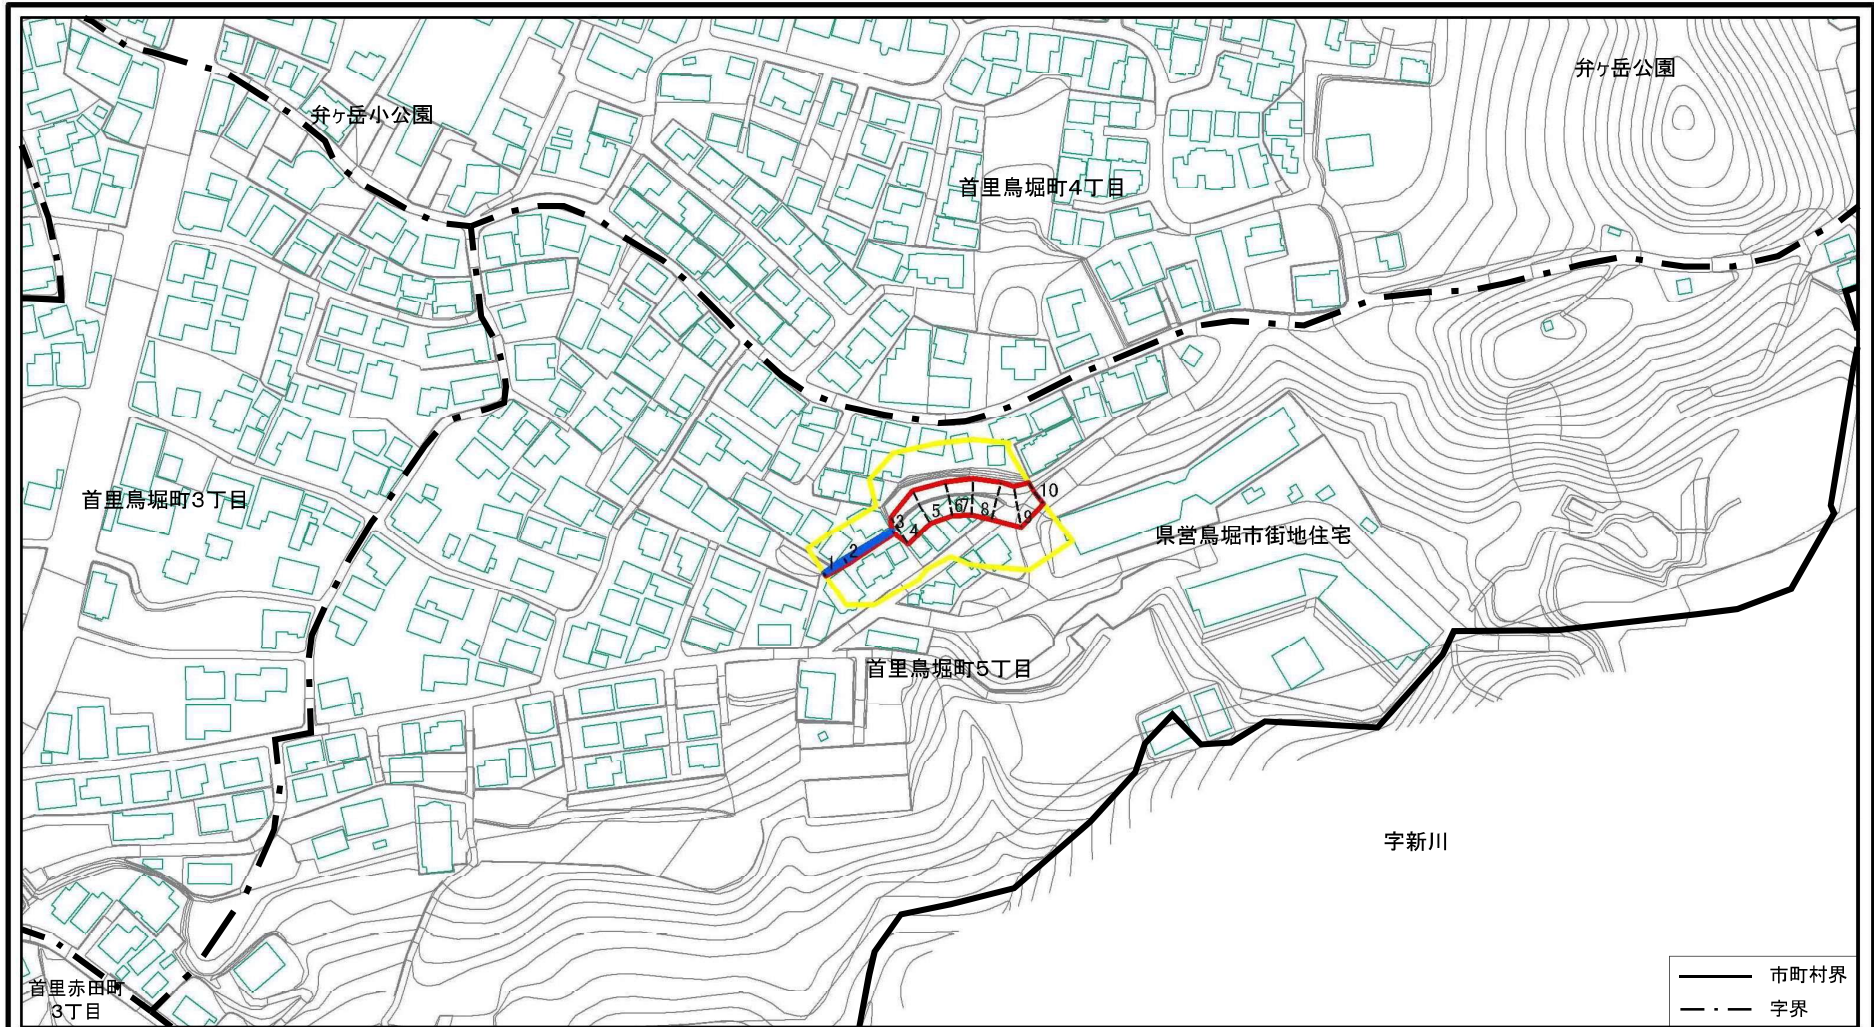 弁ヶ岳公園
弁ヶ岳小公園
首里鳥堀町4丁目
首里鳥堀町3丁目
県営鳥堀市街地住宅
1
2
3
4
5
6
7
8
9
10
首里鳥堀町5丁目
字新川
首里赤田町
3丁目
市町村界
字界